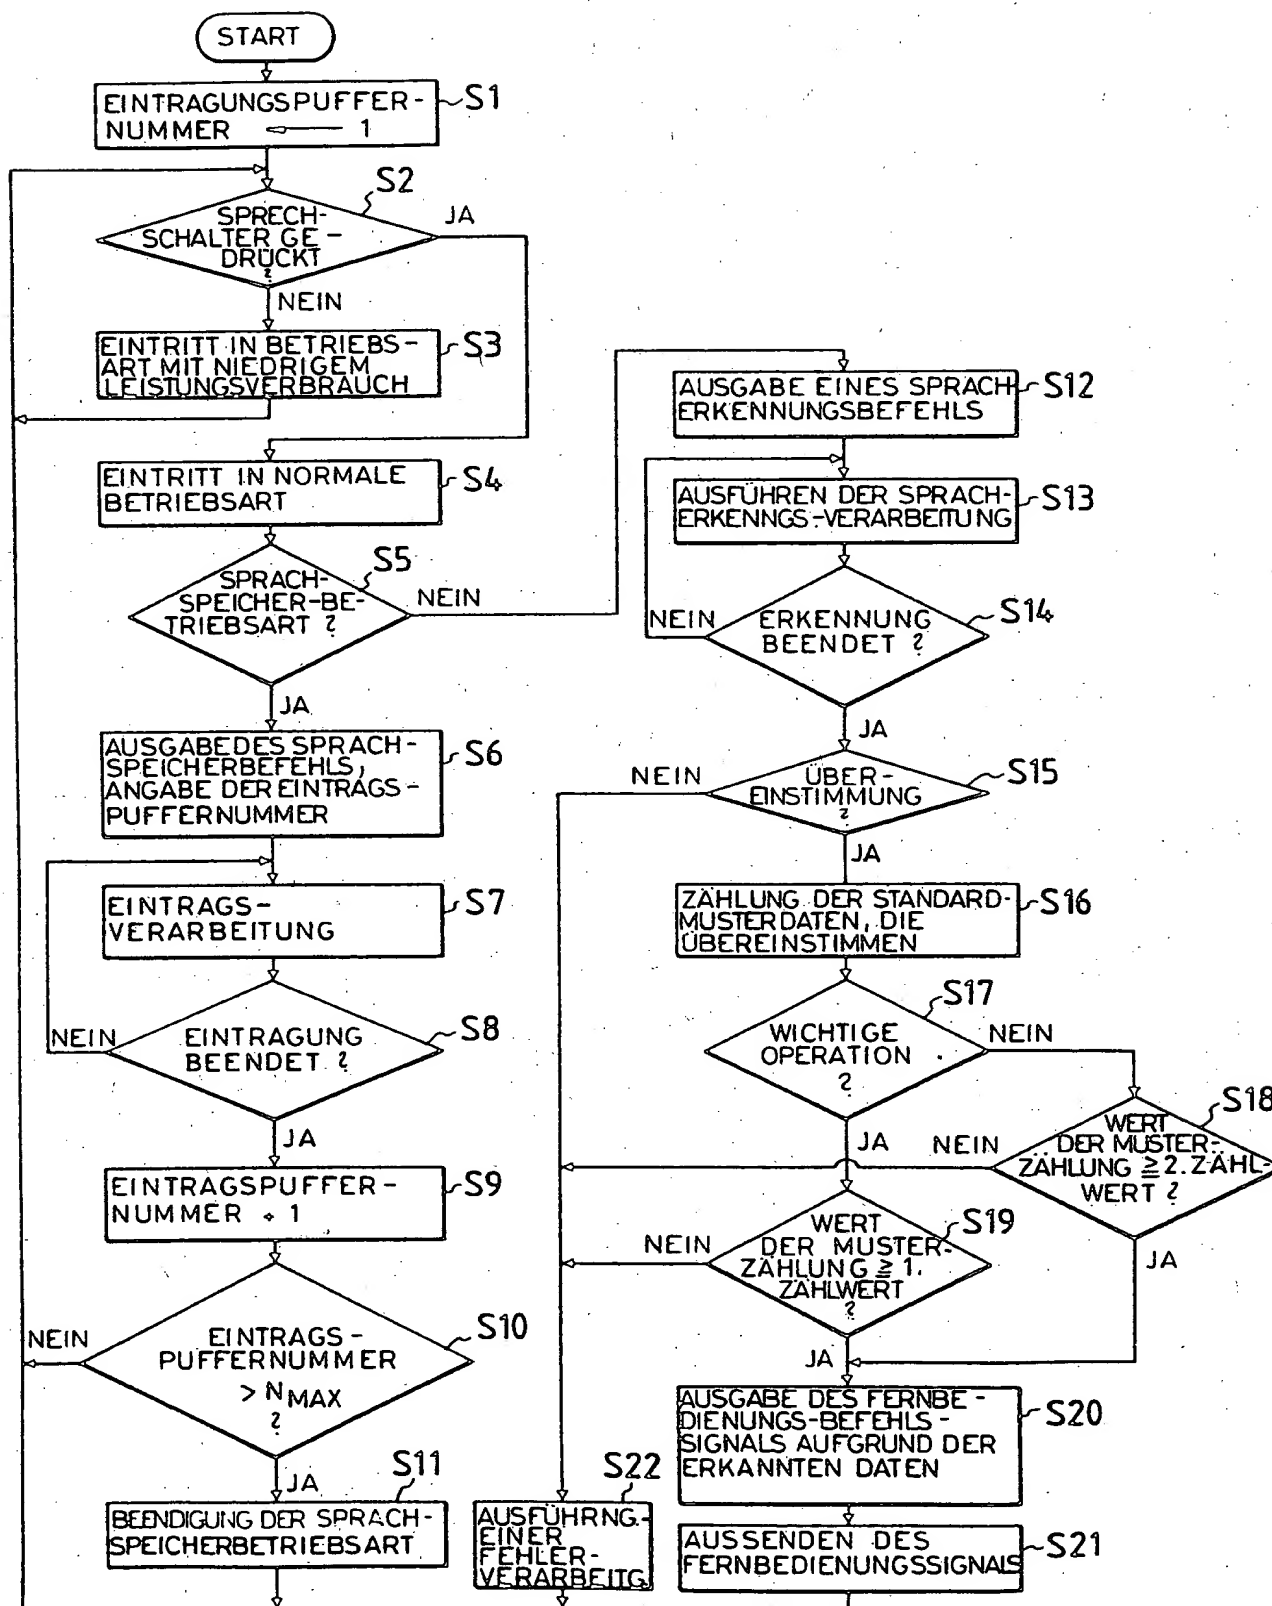 START
EINTRAGUNGSPUFFER-
NUMMER ← 1
S1
S2
SPRECH-
SCHALTER GE-
DRÜCKT
?
JA
NEIN
EINTRITT IN BETRIEBS-
ART MIT NIEDRIGEM
LEISTUNGSVERBRAUCH
S3
EINTRITT IN NORMALE
BETRIEBSART
S4
S5
SPRACH-
SPEICHER-BE-
TRIEBSART ?
NEIN
JA
AUSGABE DES SPRACH-
SPEICHERBEFEHLS,
ANGABE DER EINTRAGS-
PUFFERNUMMER
S6
EINTRAGS-
VERARBEITUNG
S7
EINTRAGUNG
BEENDET ?
S8
NEIN
JA
EINTRAGSPUFFER-
NUMMER + 1
S9
EINTRAGS-
PUFFERNUMMER
> NMAX
?
S10
NEIN
JA
S11
BEENDIGUNG DER SPRACH-
SPEICHERBETRIEBSART
AUSGABE EINES SPRACH
ERKENNUNGSBEFEHLS
S12
AUSFÜHREN DER SPRACH-
ERKENNGS.-VERARBEITUNG
S13
ERKENNUNG
BEENDET ?
S14
NEIN
JA
ÜBER-
EINSTIMMUNG
?
S15
NEIN
JA
ZÄHLUNG DER STANDARD-
MUSTERDATEN, DIE
ÜBEREINSTIMMEN
S16
S17
WICHTIGE
OPERATION
?
NEIN
JA
S18
WERT
DER MUSTER-
ZÄHLUNG ≧ 2. ZÄHL-
WERT ?
NEIN
JA
S19
WERT
DER MUSTER-
ZÄHLUNG ≧ 1.
ZÄHLWERT
?
NEIN
JA
AUSGABE DES FERNBE-
DIENUNGS-BEFEHLS-
SIGNALS AUFGRUND DER
ERKANNTEN DATEN
S20
AUSSENDEN DES
FERNBEDIENUNGSSIGNALS
S21
S22
AUSFÜHRNG.
EINER
FEHLER-
VERARBEITG.